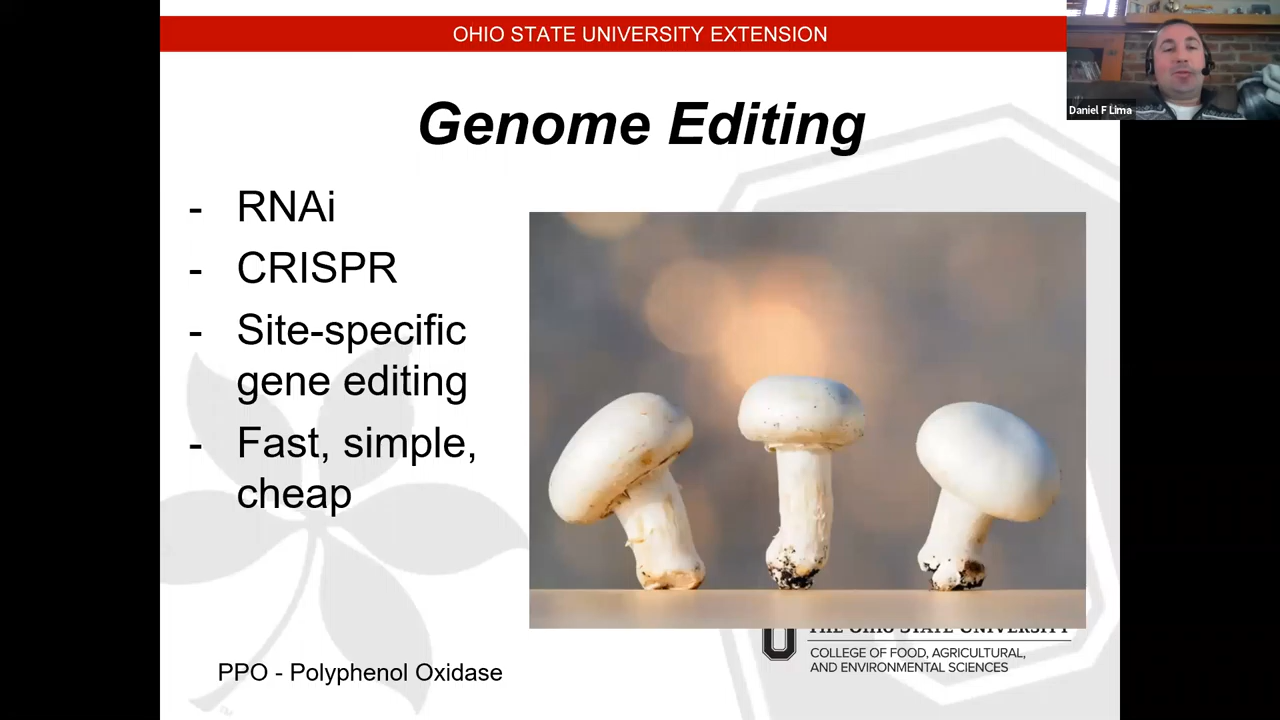 OHIO STATE UNIVERSITY EXTENSION
Daniel F Lima
Genome Editing
- RNAi
- CRISPR
- Site-specific
gene editing
- Fast, simple,
cheap
THE OHIO STATE UNIVERSITY
COLLEGE OF FOOD, AGRICULTURAL,
AND ENVIRONMENTAL SCIENCES
PPO - Polyphenol Oxidase